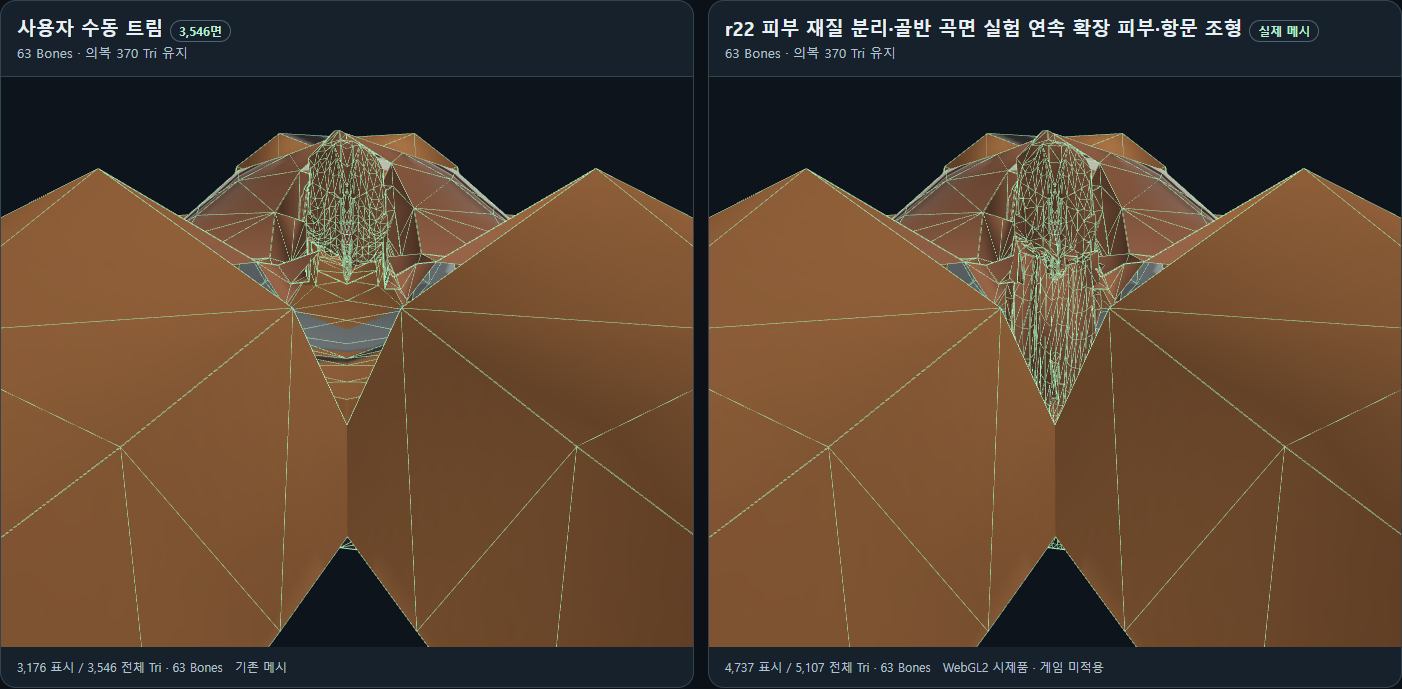 사용자 수동 트림 3,546면
63 Bones · 의복 370 Tri 유지
3,176 표시 / 3,546 전체 Tri · 63 Bones 기존 메시
r22 피부 재질 분리·골반 곡면 실험 연속 확장 피부·항문 조형 실제 메시
63 Bones · 의복 370 Tri 유지
4,737 표시 / 5,107 전체 Tri · 63 Bones WebGL2 시제품 · 게임 미적용